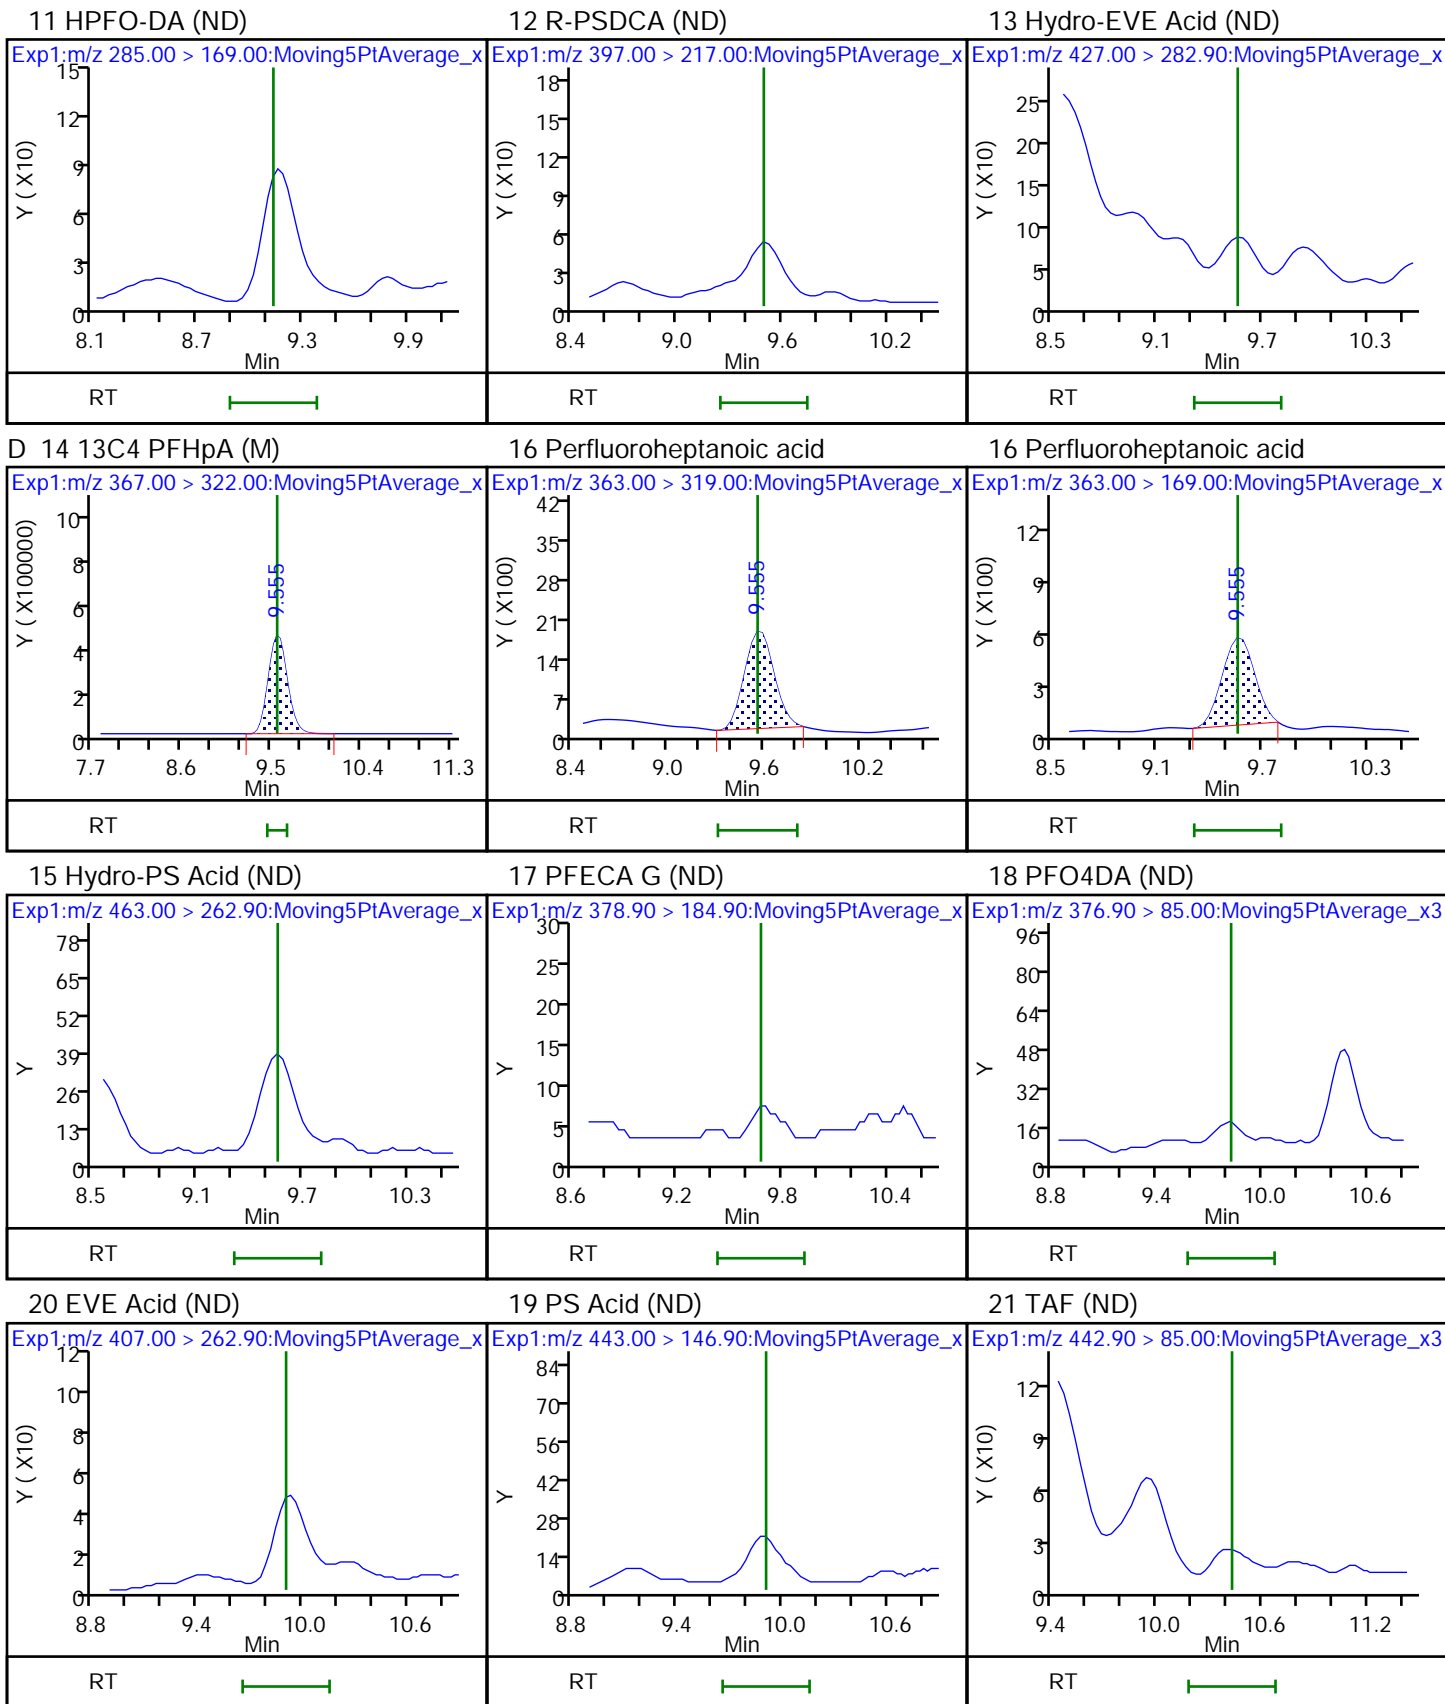 11 HPFO-DA (ND)
Exp1:m/z 285.00 > 169.00:Moving5PtAverage_x
Y ( X10)
15
12
9
6
3
0
8.1 8.7 9.3 9.9
Min
RT
12 R-PSDCA (ND)
Exp1:m/z 397.00 > 217.00:Moving5PtAverage_x
Y ( X10)
18
15
12
9
6
3
0
8.4 9.0 9.6 10.2
Min
RT
13 Hydro-EVE Acid (ND)
Exp1:m/z 427.00 > 282.90:Moving5PtAverage_x
Y ( X10)
25
20
15
10
5
0
8.5 9.1 9.7 10.3
Min
RT
D 14 13C4 PFHpA (M)
Exp1:m/z 367.00 > 322.00:Moving5PtAverage_x
Y ( X100000)
10
8
6
4
2
0
9.555
7.7 8.6 9.5 10.4 11.3
Min
RT
16 Perfluoroheptanoic acid
Exp1:m/z 363.00 > 319.00:Moving5PtAverage_x
Y ( X100)
42
35
28
21
14
7
0
9.555
8.4 9.0 9.6 10.2
Min
RT
16 Perfluoroheptanoic acid
Exp1:m/z 363.00 > 169.00:Moving5PtAverage_x
Y ( X100)
12
9
6
3
0
9.555
8.5 9.1 9.7 10.3
Min
RT
15 Hydro-PS Acid (ND)
Exp1:m/z 463.00 > 262.90:Moving5PtAverage_x
Y
78
65
52
39
26
13
0
8.5 9.1 9.7 10.3
Min
RT
17 PFECA G (ND)
Exp1:m/z 378.90 > 184.90:Moving5PtAverage_x
Y
30
25
20
15
10
5
0
8.6 9.2 9.8 10.4
Min
RT
18 PFO4DA (ND)
Exp1:m/z 376.90 > 85.00:Moving5PtAverage_x3
Y
96
80
64
48
32
16
0
8.8 9.4 10.0 10.6
Min
RT
20 EVE Acid (ND)
Exp1:m/z 407.00 > 262.90:Moving5PtAverage_x
Y ( X10)
12
10
8
6
4
2
0
8.8 9.4 10.0 10.6
Min
RT
19 PS Acid (ND)
Exp1:m/z 443.00 > 146.90:Moving5PtAverage_x
Y
84
70
56
42
28
14
0
8.8 9.4 10.0 10.6
Min
RT
21 TAF (ND)
Exp1:m/z 442.90 > 85.00:Moving5PtAverage_x3
Y ( X10)
12
9
6
3
0
9.4 10.0 10.6 11.2
Min
RT